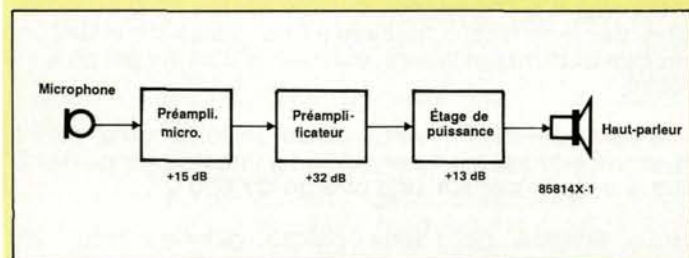 Microphone
Préampli.
micro.
+15 dB
Préampli-
ficateur
+32 dB
Étage de
puissance
+13 dB
Haut-parleur
85814X-1